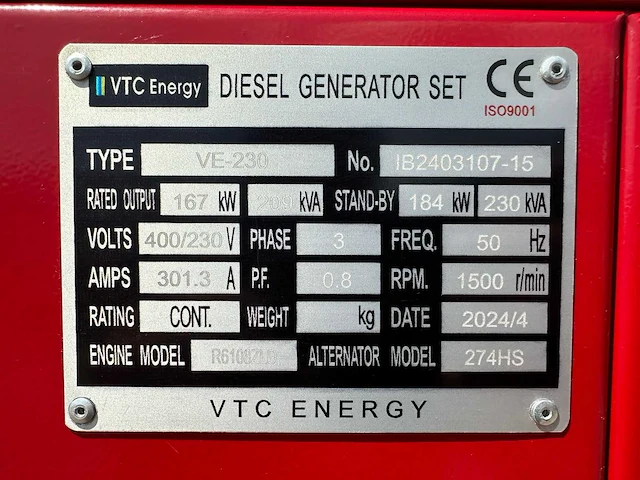 VTC Energy DIESEL GENERATOR SET CE
ISO9001
TYPE VE-230 No. IB2403107-15
RATED OUTPUT 167 kW kVA STAND-BY 184 kW 230 kVA
VOLTS 400/230 V PHASE 3 FREQ. 50 Hz
AMPS 301.3 A P.F. 0.8 RPM. 1500 r/min
RATING CONT. WEIGHT kg DATE 2024/4
ENGINE MODEL ALTERNATOR MODEL 274HS
VTC ENERGY